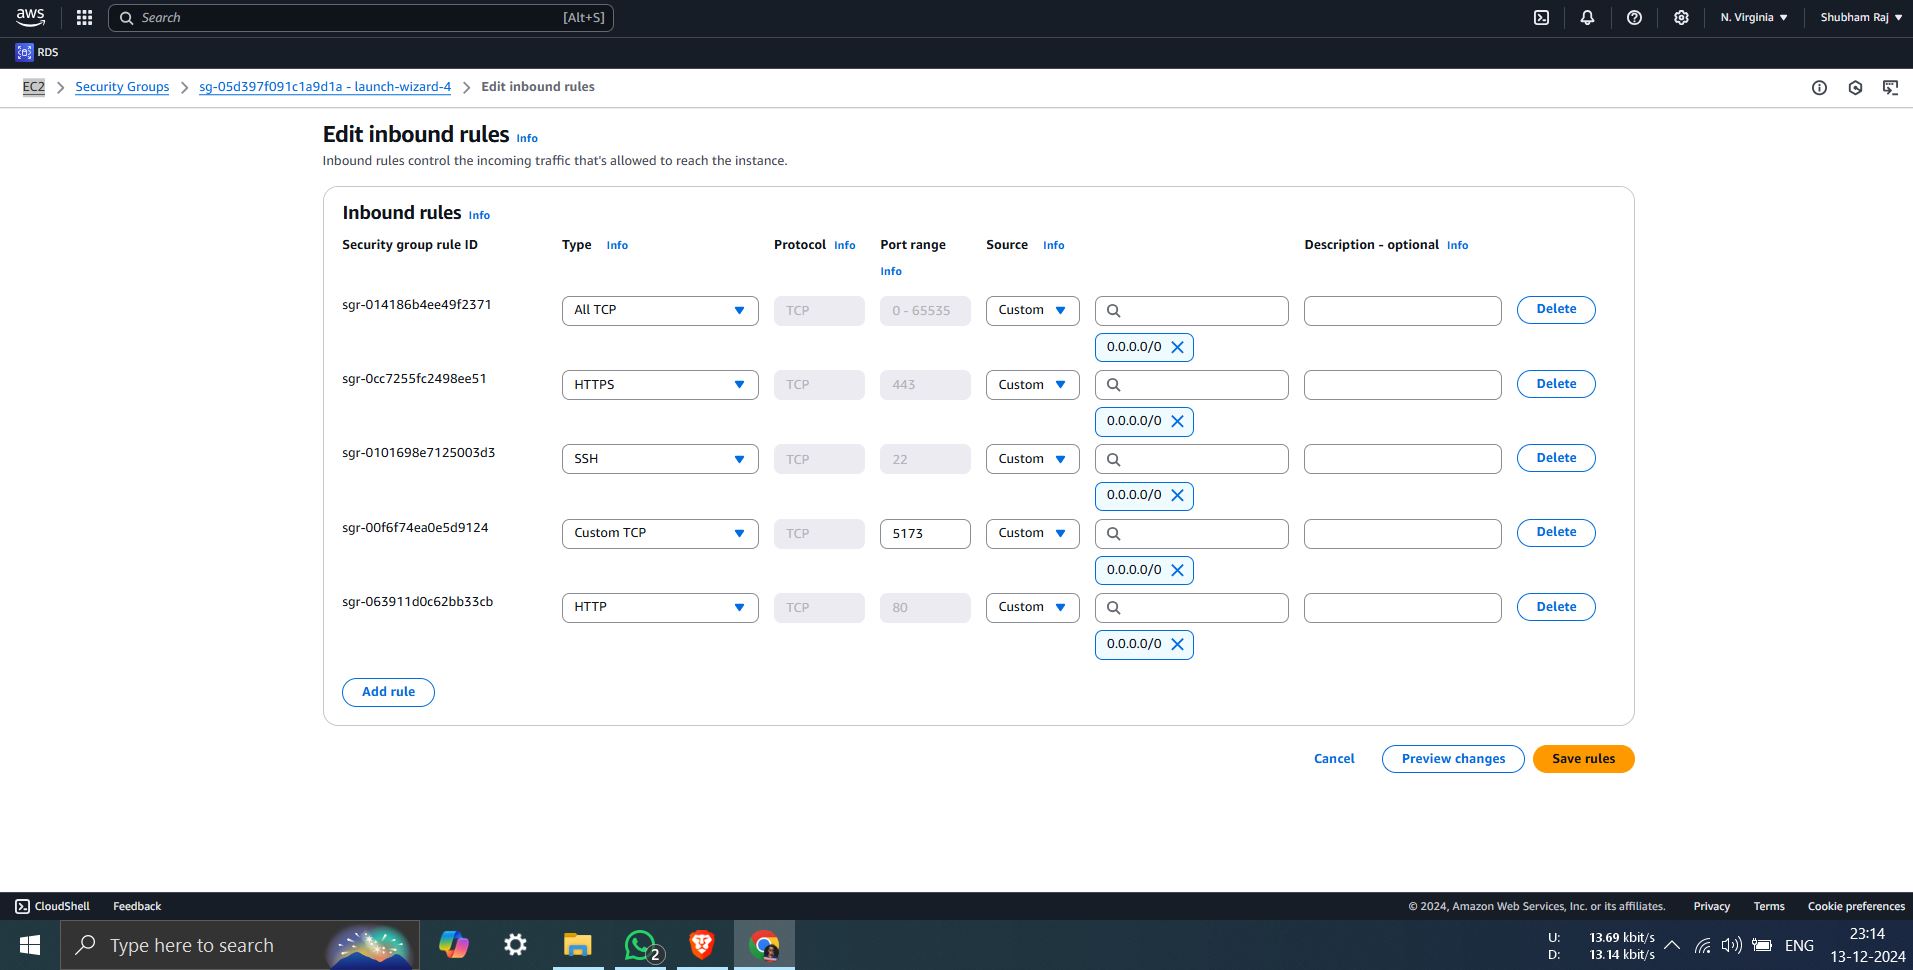 aws
Search
[Alt+S]
N. Virginia
Shubham Raj
RDS
EC2
Security Groups
sg-05d397f091c1a9d1a - launch-wizard-4
Edit inbound rules
Edit inbound rules Info
Inbound rules control the incoming traffic that's allowed to reach the instance.
Inbound rules Info
Security group rule ID
Type Info
Protocol Info
Port range
Info
Source Info
Description - optional Info
sgr-014186b4ee49f2371
All TCP
TCP
0 - 65535
Custom
Delete
0.0.0.0/0
sgr-0cc7255fc2498ee51
HTTPS
TCP
443
Custom
Delete
0.0.0.0/0
sgr-0101698e7125003d3
SSH
TCP
22
Custom
Delete
0.0.0.0/0
sgr-00f6f74ea0e5d9124
Custom TCP
TCP
5173
Custom
Delete
0.0.0.0/0
sgr-063911d0c62bb33cb
HTTP
TCP
80
Custom
Delete
0.0.0.0/0
Add rule
Cancel
Preview changes
Save rules
CloudShell
Feedback
© 2024, Amazon Web Services, Inc. or its affiliates.
Privacy
Terms
Cookie preferences
Type here to search
2
U: 13.69 kbit/s
D: 13.14 kbit/s
ENG
23:14
13-12-2024